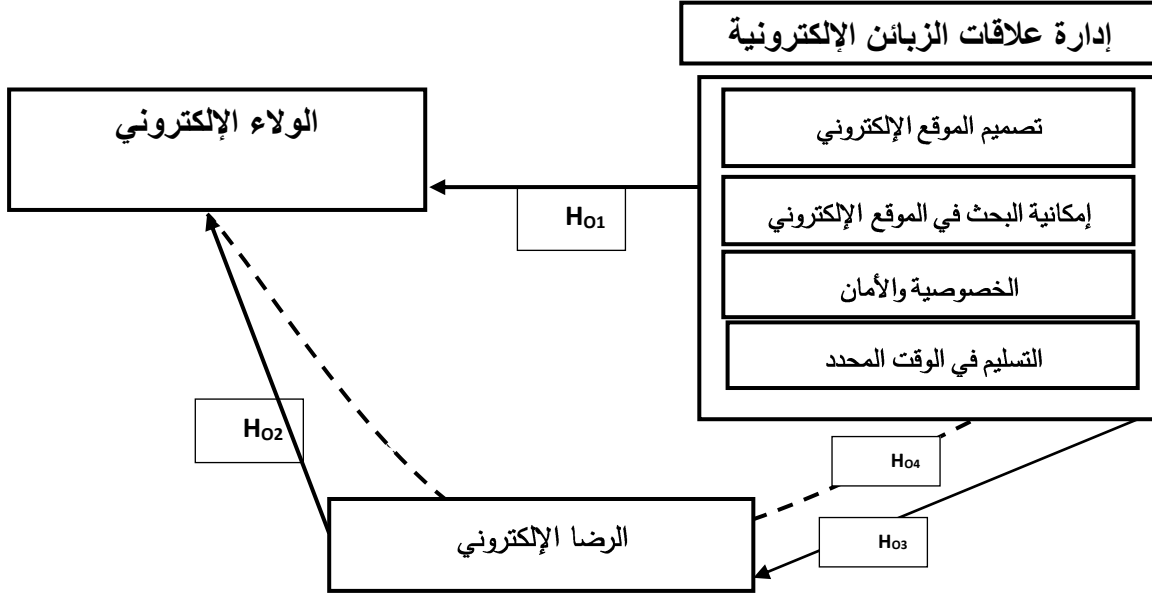 إدارة علاقات الزبائن الإلكترونية
تصميم الموقع الإلكتروني
إمكانية البحث في الموقع الإلكتروني
الخصوصية والأمان
التسليم في الوقت المحدد
الولاء الإلكتروني
HO1
HO2
HO4
HO3
الرضا الإلكتروني